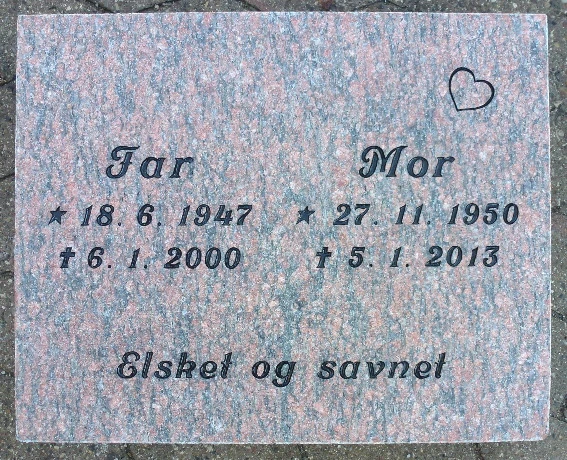 Far Mor
★ 18. 6. 1947 ★ 27. 11. 1950
✝ 6. 1. 2000 ✝ 5. 1. 2013
Elsket og savnet